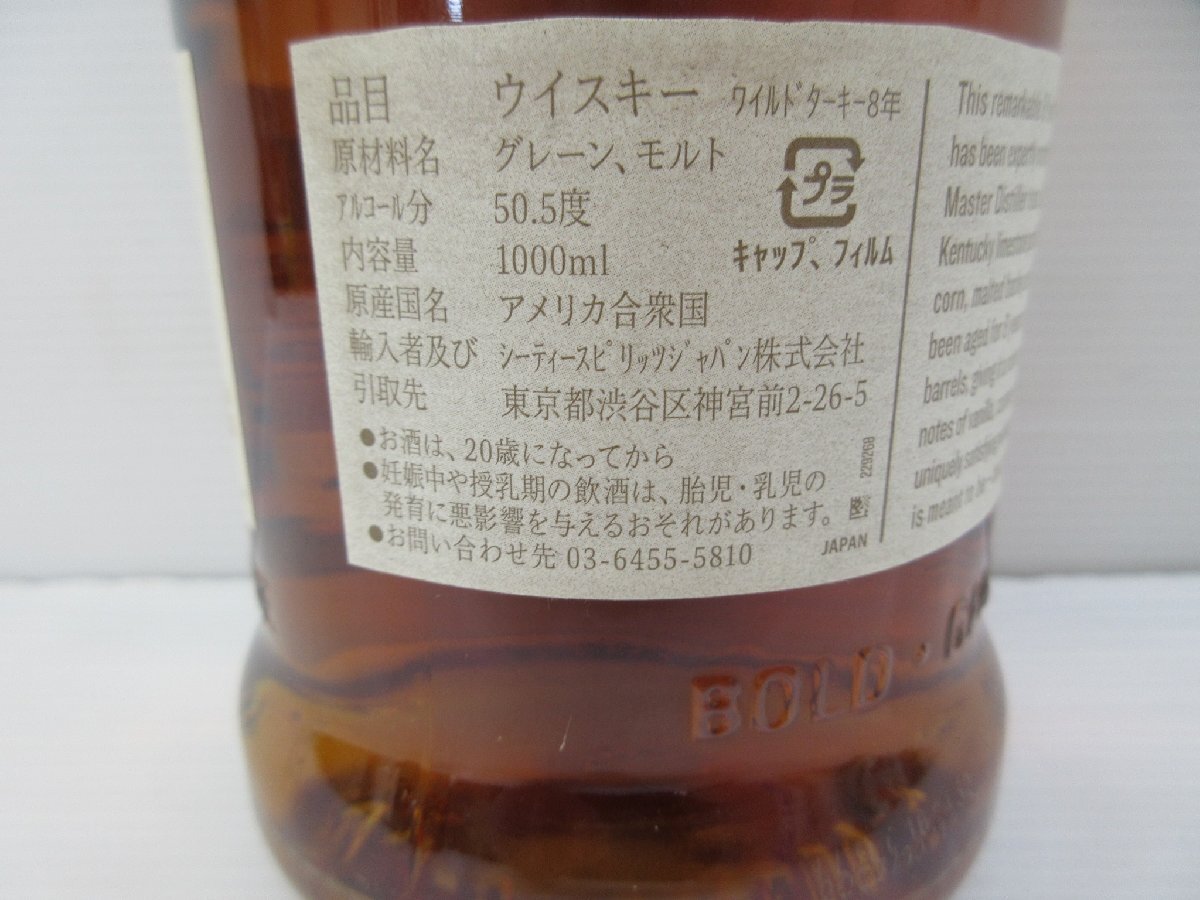 品目 ウイスキー ワイルドターキー8年
原材料名 グレーン、モルト
プラ
アルコール分 50.5度
内容量 1000ml
キャップ、フィルム
原産国名 アメリカ合衆国
輸入者及び シーティースピリッツジャパン株式会社
引取先 東京都渋谷区神宮前2-26-5
●お酒は、20歳になってから
●妊娠中や授乳期の飲酒は、胎児・乳児の
発育に悪影響を与えるおそれがあります。
●お問い合わせ先 03-6455-5810
JAPAN
229268
This remarkable
has been
Master Distiller
Kentucky limestone
corn, malted
been aged for
barrels, giving
notes of vanilla,
uniquely satisfying
is meant to be
BOLD ·